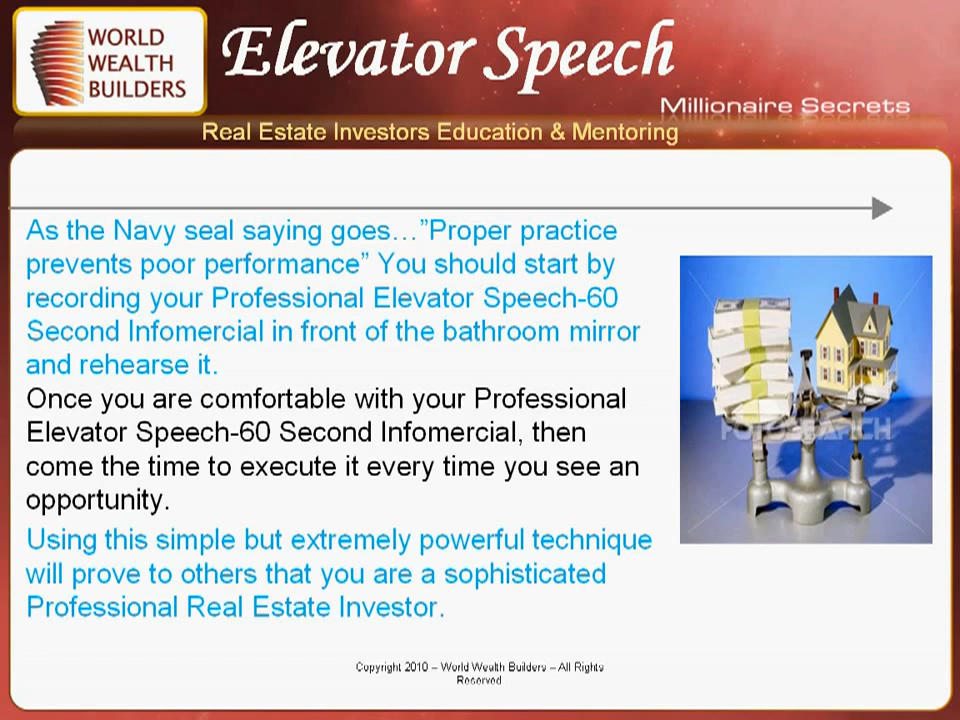 WORLD
WEALTH
BUILDERS
Elevator Speech
Millionaire Secrets
Real Estate Investors Education & Mentoring
As the Navy seal saying goes…”Proper practice
prevents poor performance” You should start by
recording your Professional Elevator Speech-60
Second Infomercial in front of the bathroom mirror
and rehearse it.
Once you are comfortable with your Professional
Elevator Speech-60 Second Infomercial, then
come the time to execute it every time you see an
opportunity.
Using this simple but extremely powerful technique
will prove to others that you are a sophisticated
Professional Real Estate Investor.
FOTOSEARCH
Copyright 2010 – World Wealth Builders – All Rights
Reserved